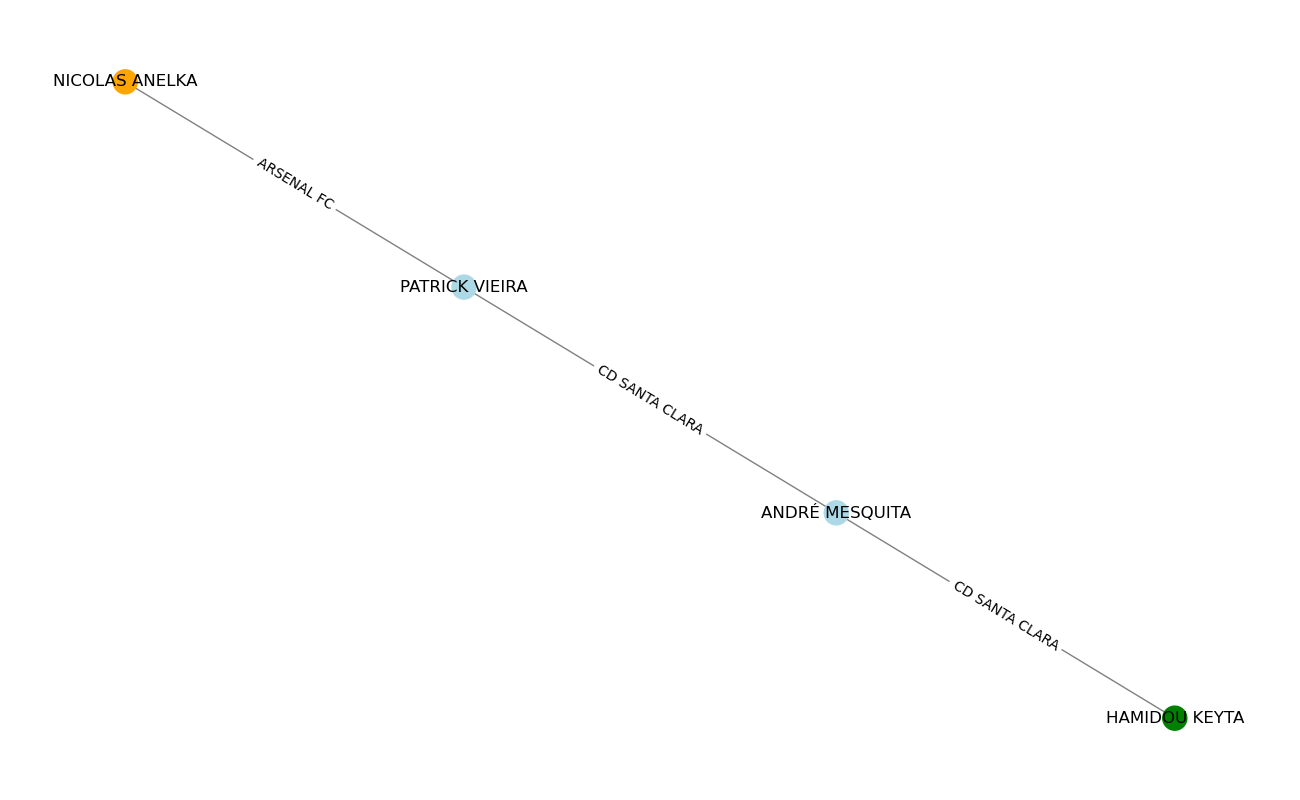 NICOLAS ANELKA
ARSENAL FC
PATRICK VIEIRA
CD SANTA CLARA
ANDRÉ MESQUITA
CD SANTA CLARA
HAMIDOU KEYTA